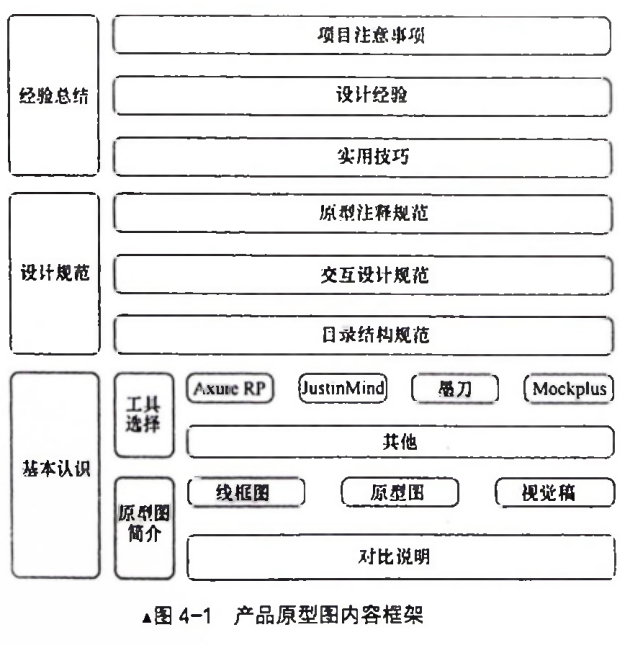 经验总结
项目注意事项
设计经验
实用技巧
设计规范
原型注释规范
交互设计规范
目录结构规范
基本认识
工具
选择
Axure RP
JustinMind
墨刀
Mockplus
其他
原型图
简介
线框图
原型图
视觉稿
对比说明
▲图 4-1 产品原型图内容框架